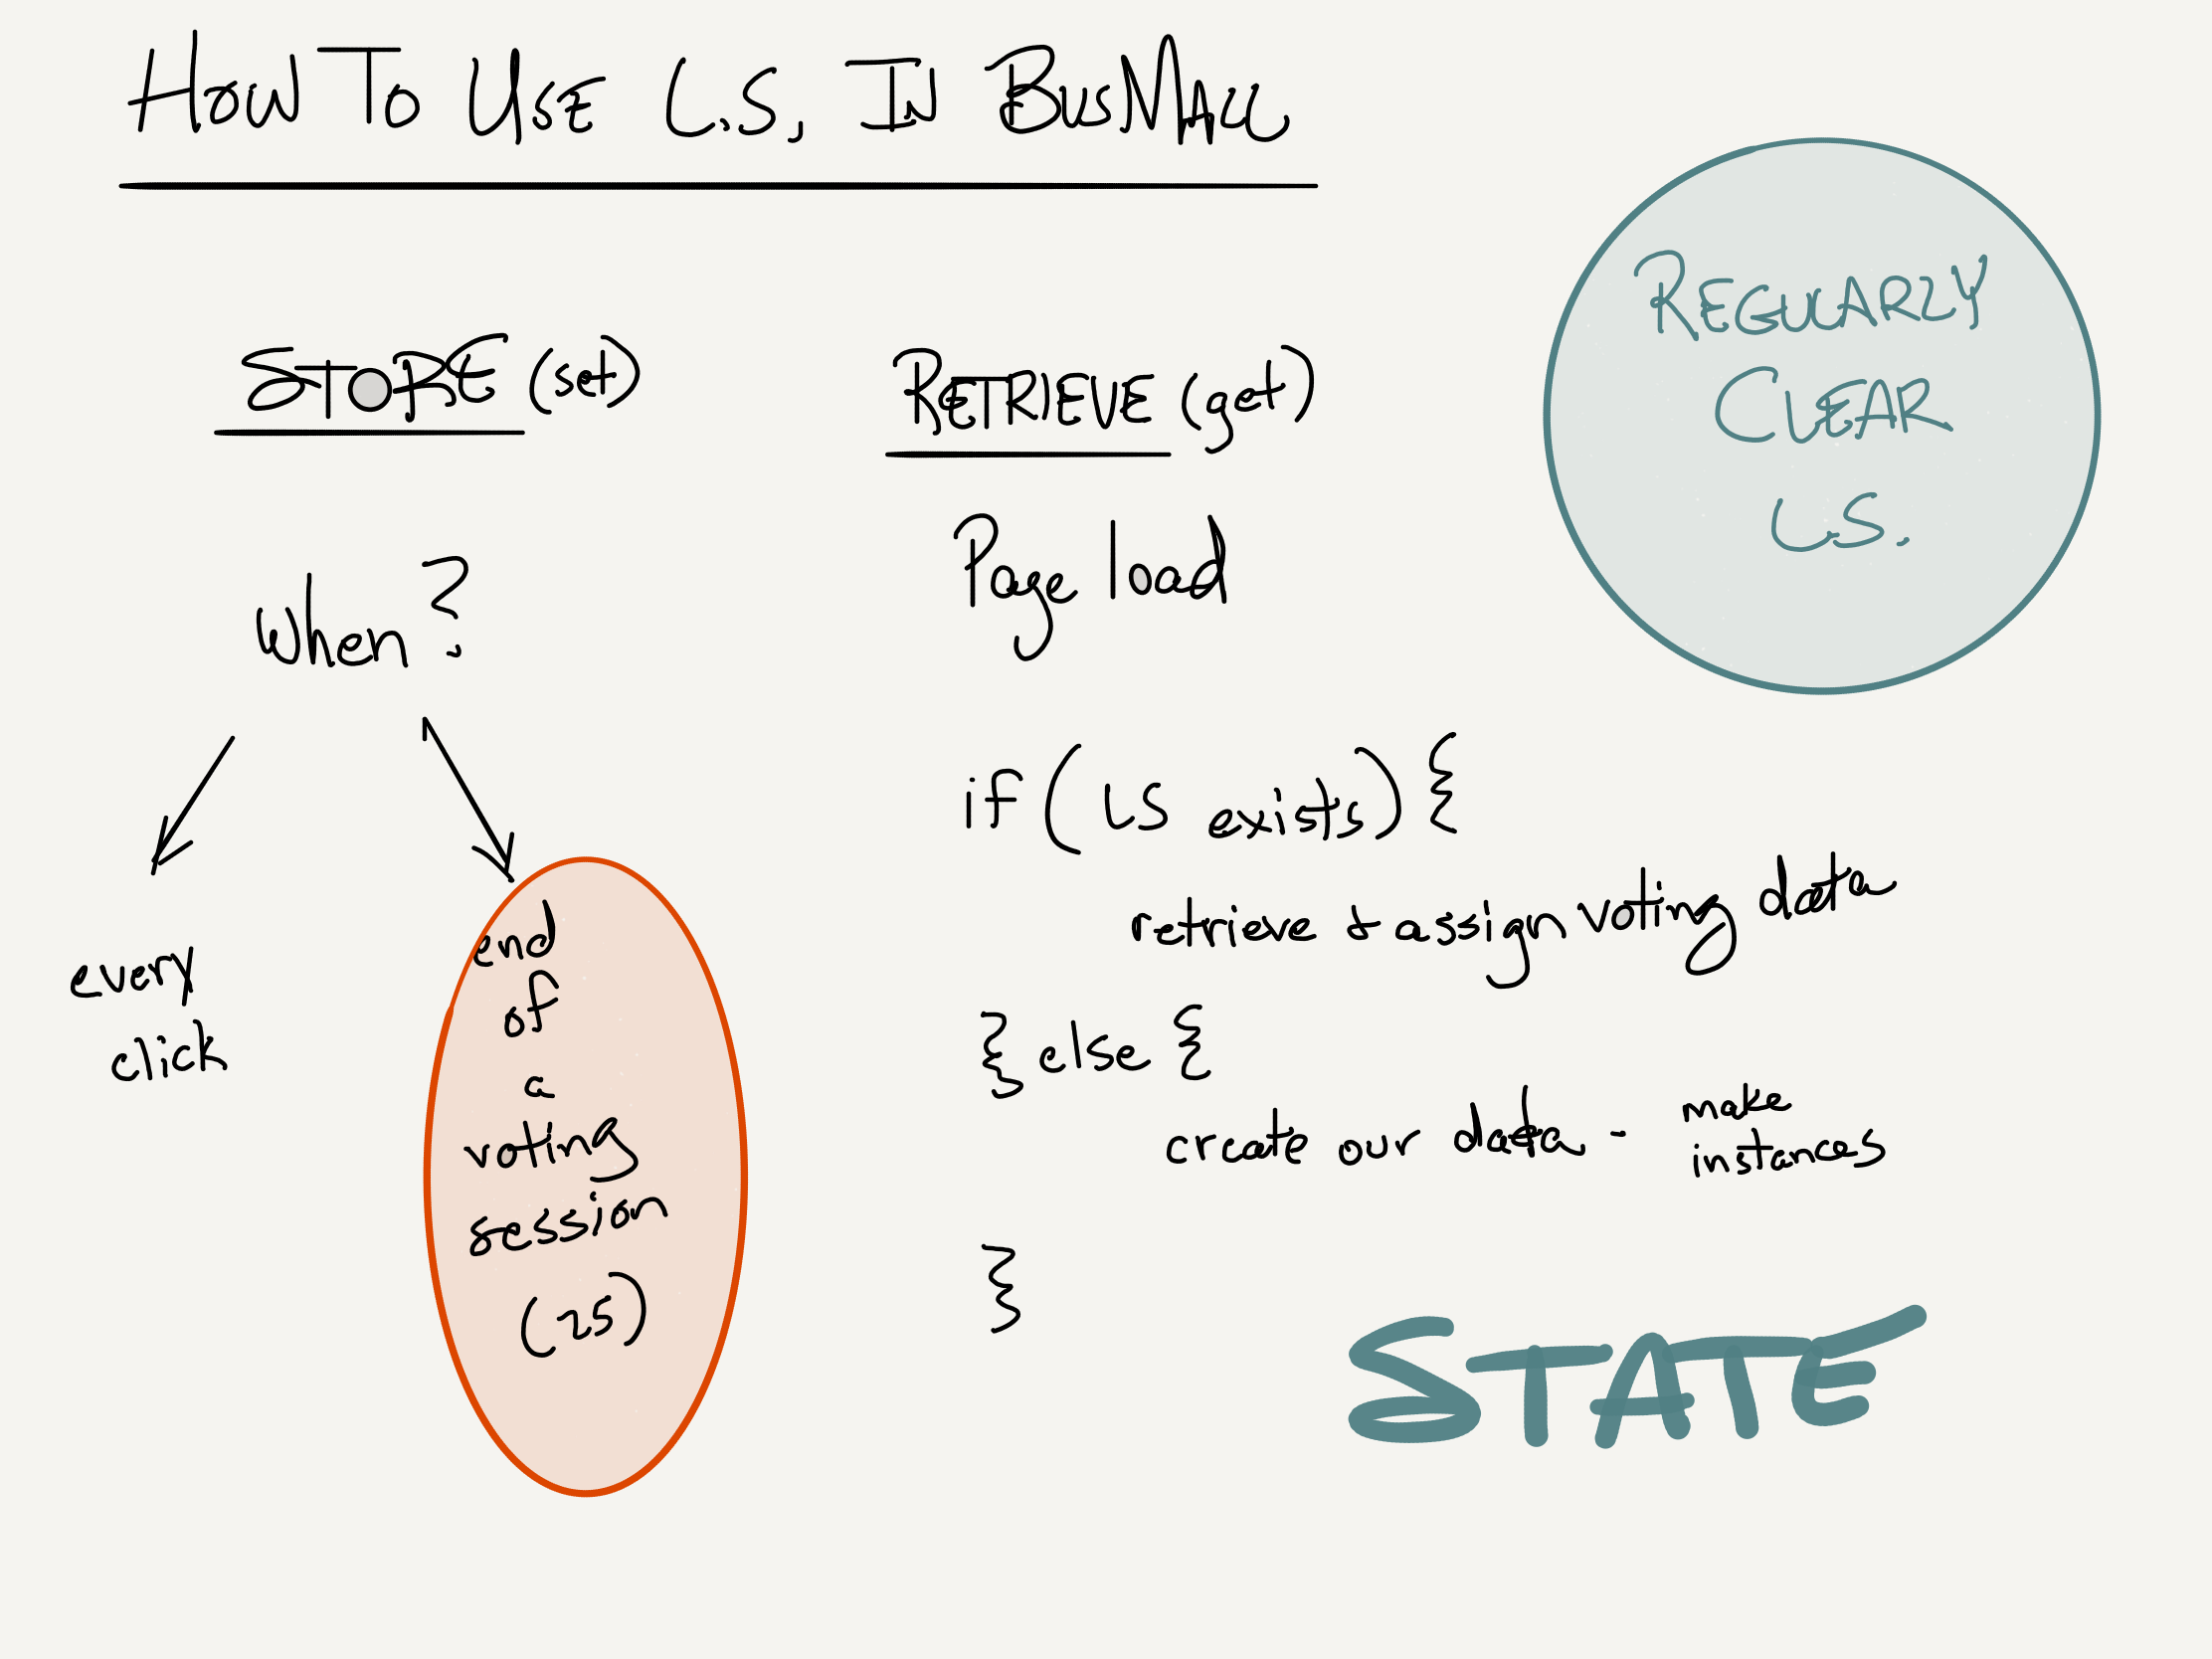 HOW TO USE L.S. IN BUSMALL
STORE (set)
When?
every
click
end
of
a
voting
session
(25)
RETRIEVE (get)
Page load
if (LS exists) {
retrieve + assign voting data
} else {
create our data - make
instances
}
REGULARLY
CLEAR
L.S.
STATE